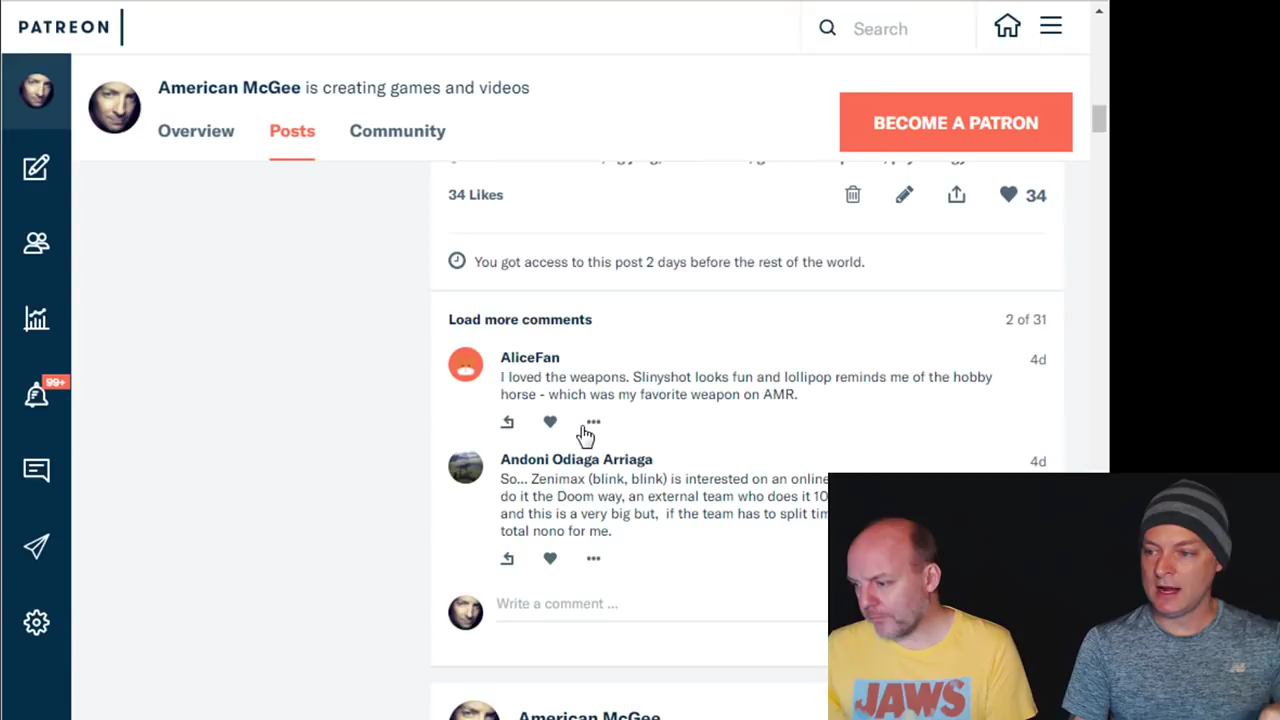 PATREON
Search
American McGee is creating games and videos
Overview Posts Community
BECOME A PATRON
34 Likes
34
You got access to this post 2 days before the rest of the world.
Load more comments
2 of 31
AliceFan
4d
I loved the weapons. Slinyshot looks fun and lollipop reminds me of the hobby
horse - which was my favorite weapon on AMR.
99+
Andoni Odiaga Arriaga
4d
So... Zenimax (blink, blink) is interested on an online
do it the Doom way, an external team who does it 10
and this is a very big but, if the team has to split
total nono for me.
Write a comment ...
American McGee
JAWS